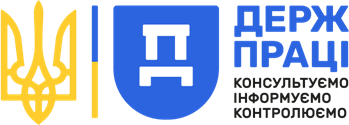 ДЕРЖ
ПРАЦІ
КОНСУЛЬТУЄМО
ІНФОРМУЄМО
КОНТРОЛЮЄМО